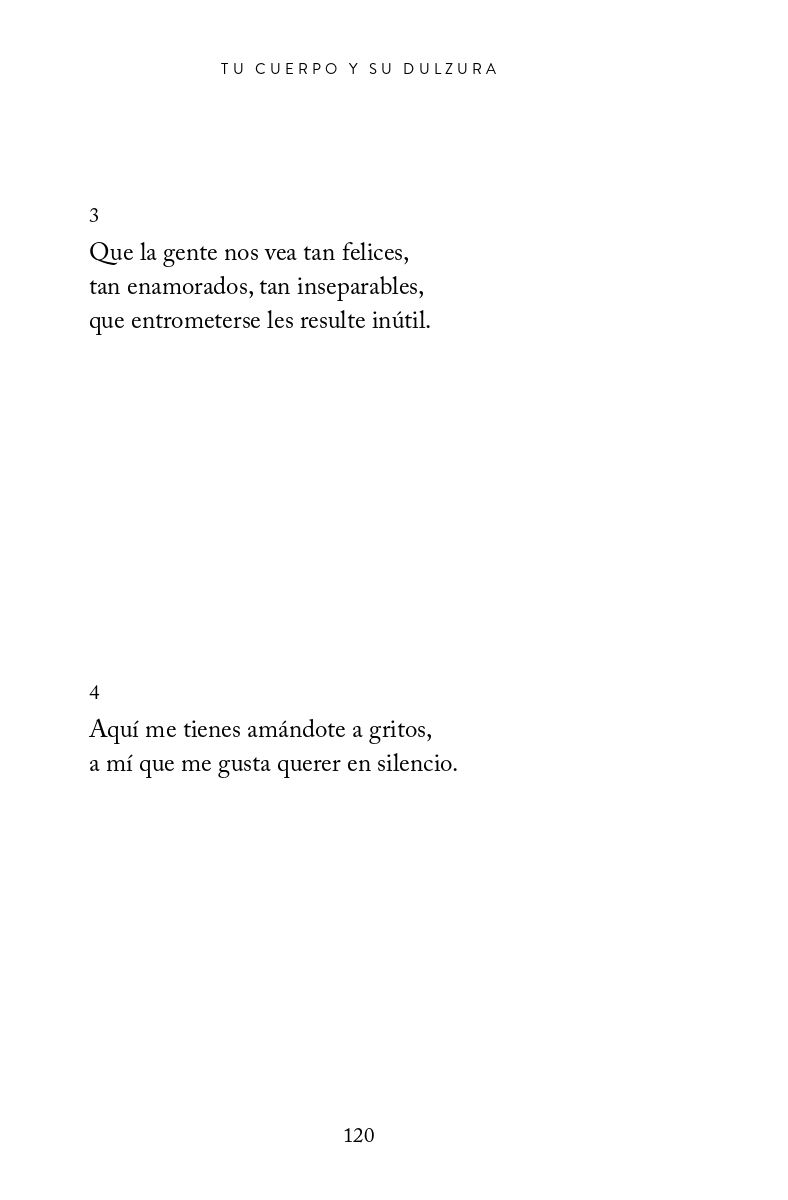 TU CUERPO Y SU DULZURA
3
Que la gente nos vea tan felices,
tan enamorados, tan inseparables,
que entrometerse les resulte inútil.
4
Aquí me tienes amándote a gritos,
a mí que me gusta querer en silencio.
120